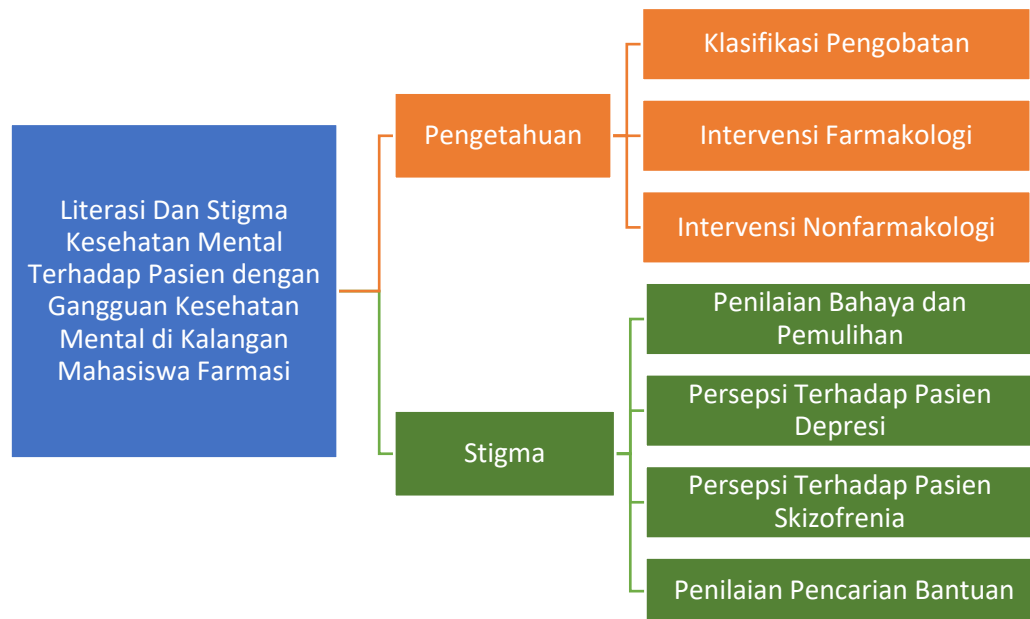 Literasi Dan Stigma
Kesehatan Mental
Terhadap Pasien dengan
Gangguan Kesehatan
Mental di Kalangan
Mahasiswa Farmasi
Pengetahuan
Klasifikasi Pengobatan
Intervensi Farmakologi
Intervensi Nonfarmakologi
Stigma
Penilaian Bahaya dan
Pemulihan
Persepsi Terhadap Pasien
Depresi
Persepsi Terhadap Pasien
Skizofrenia
Penilaian Pencarian Bantuan